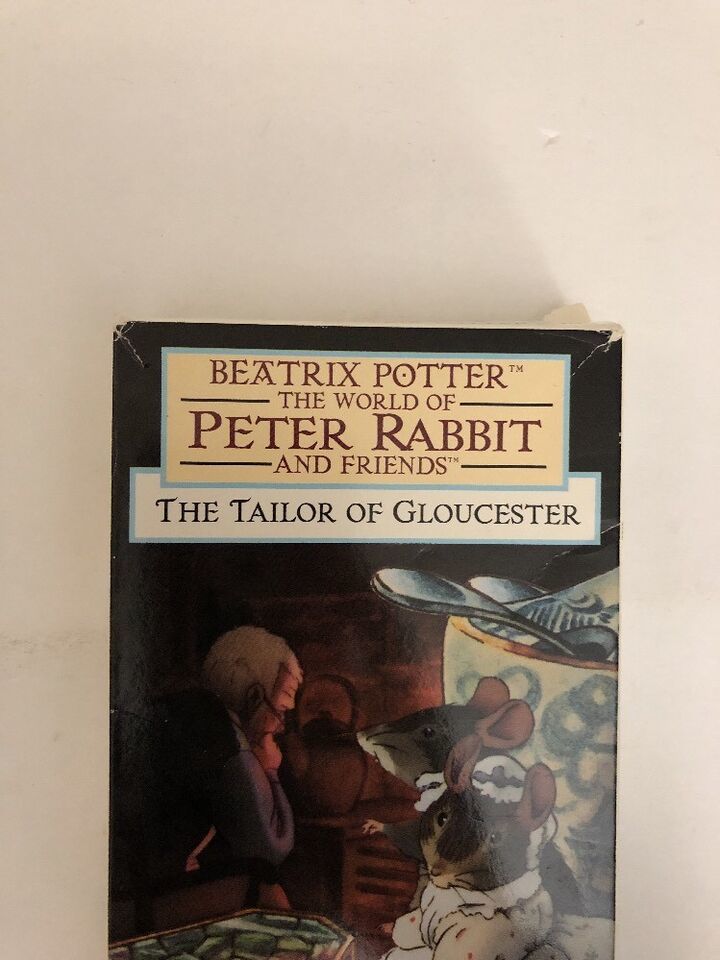 BEATRIX POTTER™
THE WORLD OF
PETER RABBIT
AND FRIENDS™
THE TAILOR OF GLOUCESTER